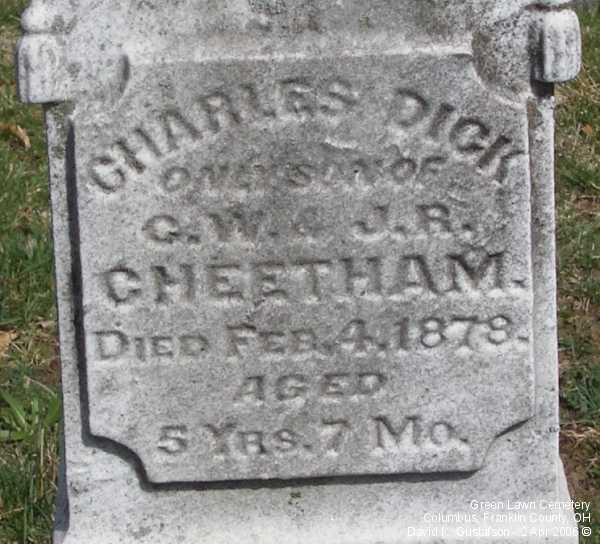 CHARLES DICK
ONLY SON OF
C.W. & J.R.
CHEETHAM.
DIED FEB. 4, 1878.
AGED
5 YRS. 7 MO.
Green Lawn Cemetery
Columbus, Franklin County, OH
David K. Gustafson - 2 Apr 2006 ©